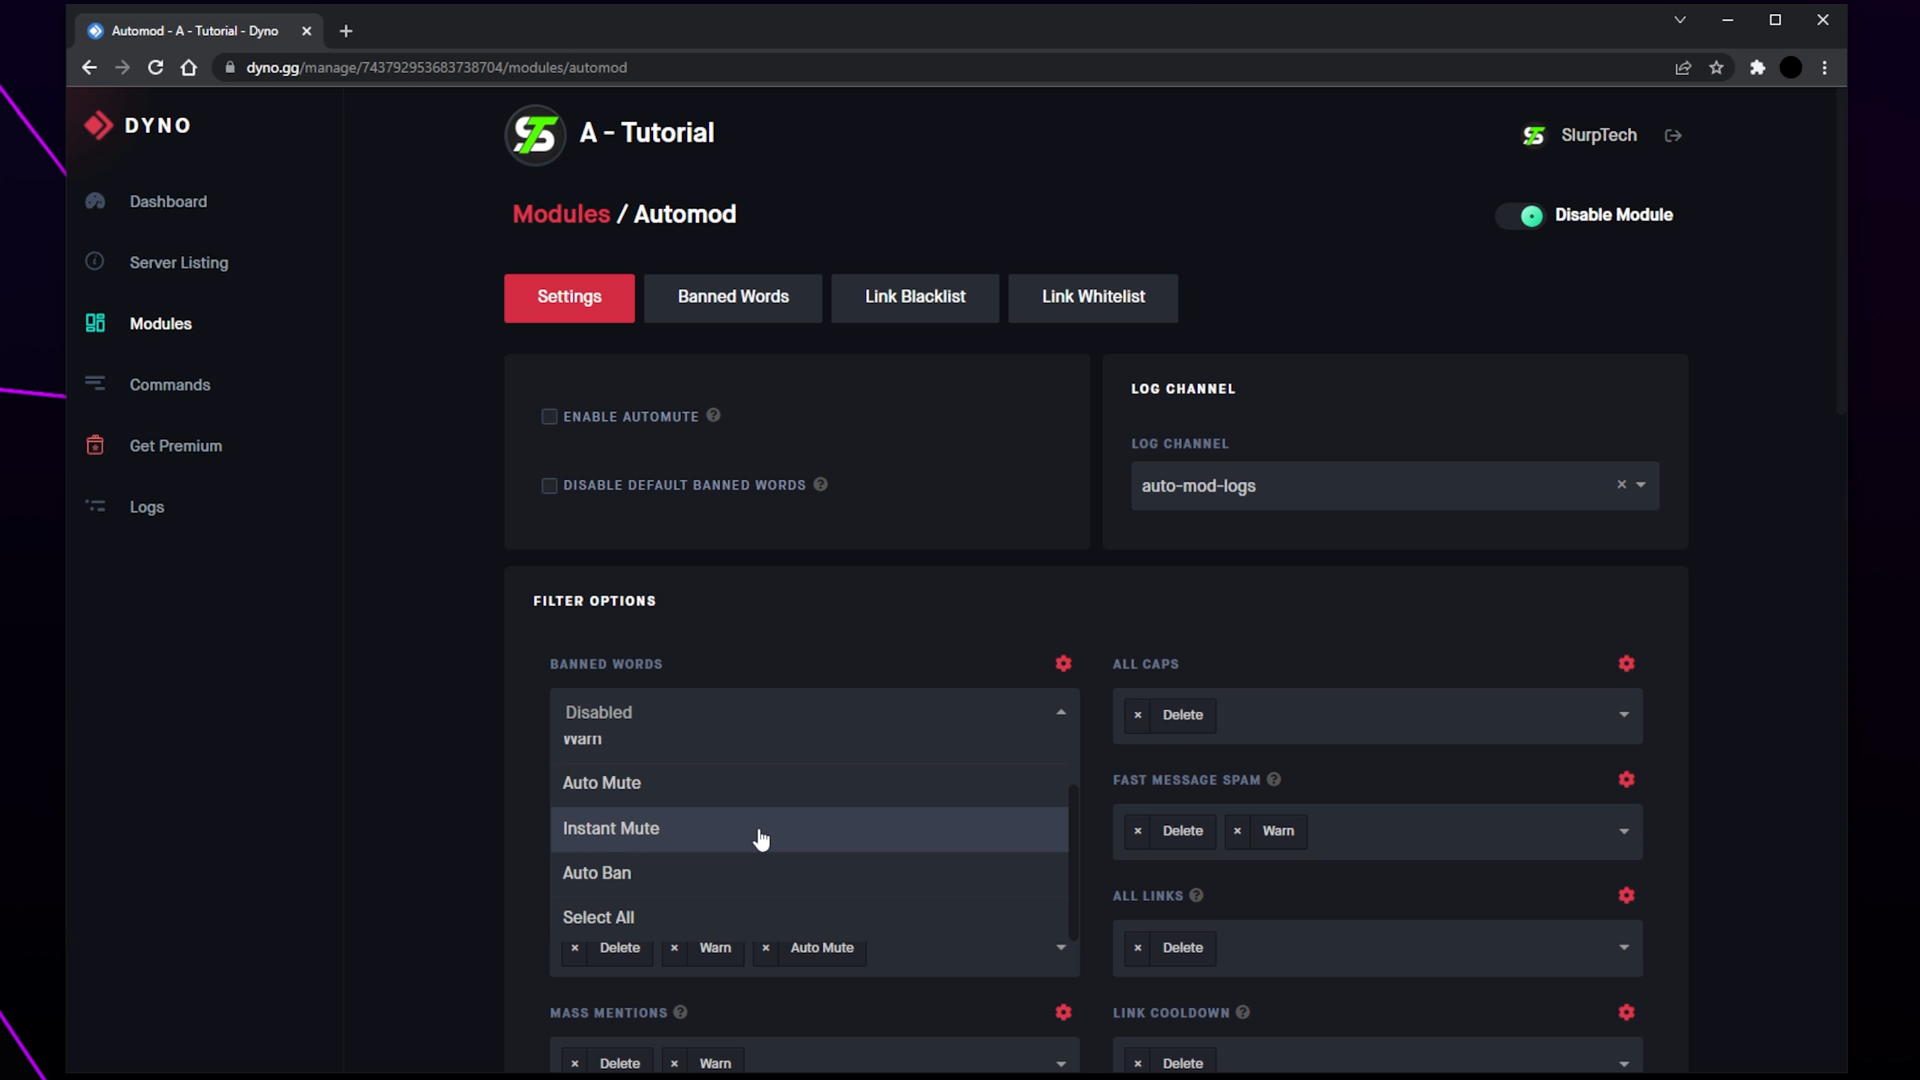 Automod - A - Tutorial - Dyno
dyno.gg/manage/743792953683738704/modules/automod
DYNO
A - Tutorial
SlurpTech
Dashboard
Server Listing
Modules
Commands
Get Premium
Logs
Modules / Automod
Disable Module
Settings
Banned Words
Link Blacklist
Link Whitelist
ENABLE AUTOMUTE
DISABLE DEFAULT BANNED WORDS
LOG CHANNEL
LOG CHANNEL
auto-mod-logs
FILTER OPTIONS
BANNED WORDS
Disabled
Warn
Auto Mute
Instant Mute
Auto Ban
Select All
Delete Warn Auto Mute
MASS MENTIONS
Delete Warn
ALL CAPS
Delete
FAST MESSAGE SPAM
Delete Warn
ALL LINKS
Delete
LINK COOLDOWN
Delete